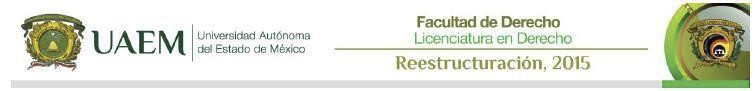 UAEM
Universidad Autónoma
del Estado de México
Facultad de Derecho
Licenciatura en Derecho
Reestructuración, 2015